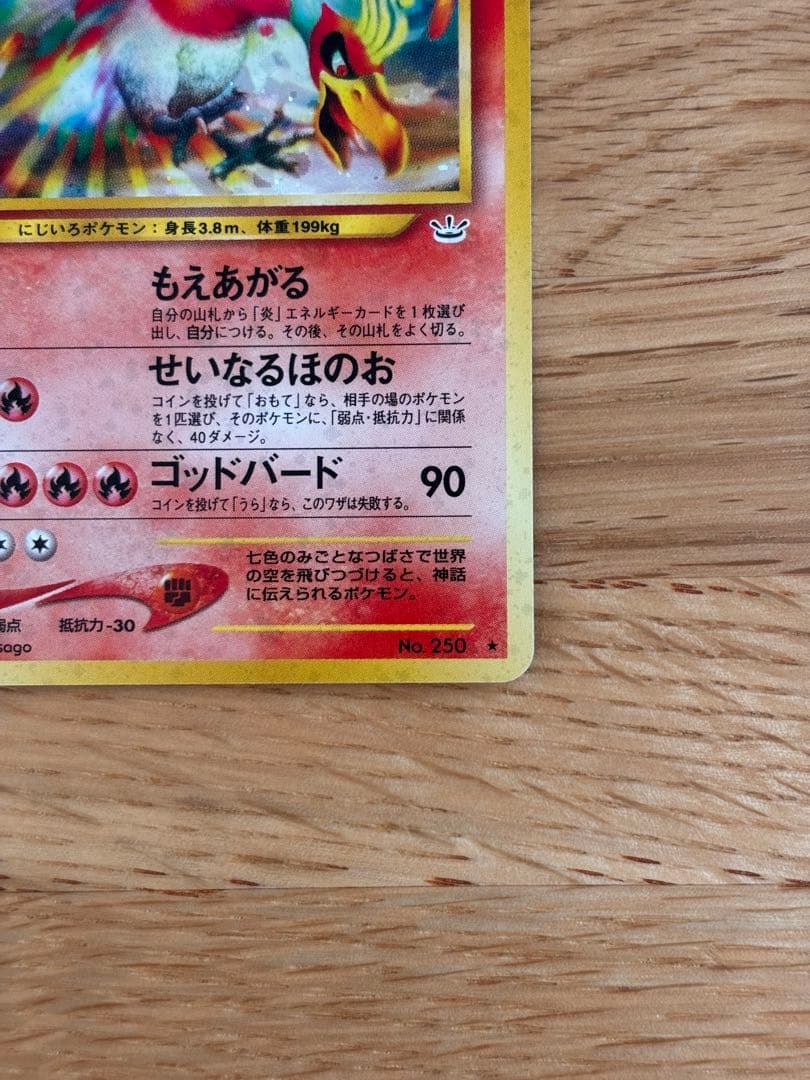 にじいろポケモン：身長3.8m、体重199kg
もえあがる
自分の山札から「炎」エネルギーカードを1枚選び
出し、自分につける。その後、その山札をよく切る。
せいなるほのお
コインを投げて「おもて」なら、相手の場のポケモン
を1匹選び、そのポケモンに、「弱点・抵抗力」に関係
なく、40ダメージ。
ゴッドバード 90
コインを投げて「うら」なら、このワザは失敗する。
七色のみごとなつばさで世界
の空を飛びつづけると、神話
に伝えられるポケモン。
弱点 抵抗力-30
sago No. 250 ★